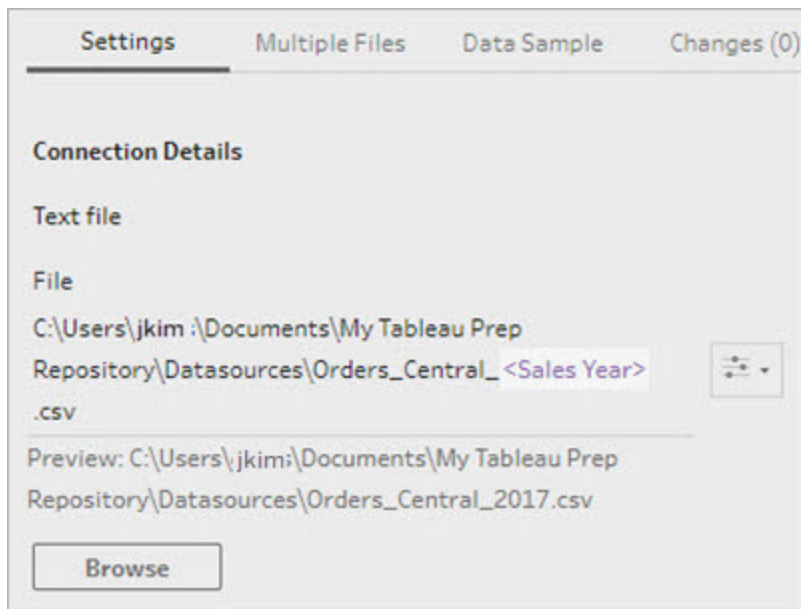 Settings Multiple Files Data Sample Changes (0)
Connection Details
Text file
File
C:\Users\jkim :\Documents\My Tableau Prep
Repository\Datasources\Orders_Central_<Sales Year>
.csv
Preview: C:\Users\jkim;\Documents\My Tableau Prep
Repository\Datasources\Orders_Central_2017.csv
Browse